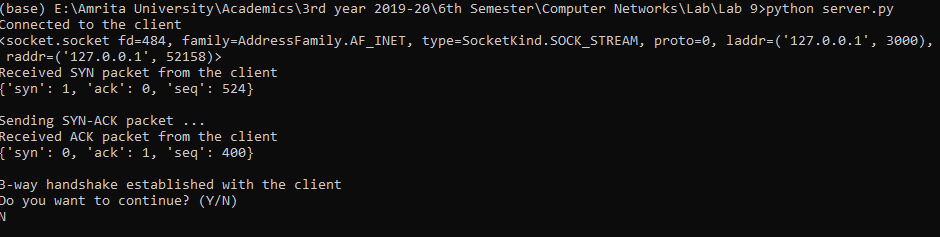 (base) E:\Amrita University\Academics\3rd year 2019-20\6th Semester\Computer Networks\Lab\Lab 9>python server.py
Connected to the client
<socket.socket fd=484, family=AddressFamily.AF_INET, type=SocketKind.SOCK_STREAM, proto=0, laddr=('127.0.0.1', 3000),
raddr=('127.0.0.1', 52158)>
Received SYN packet from the client
{'syn': 1, 'ack': 0, 'seq': 524}
Sending SYN-ACK packet ...
Received ACK packet from the client
{'syn': 0, 'ack': 1, 'seq': 400}
3-way handshake established with the client
Do you want to continue? (Y/N)
N